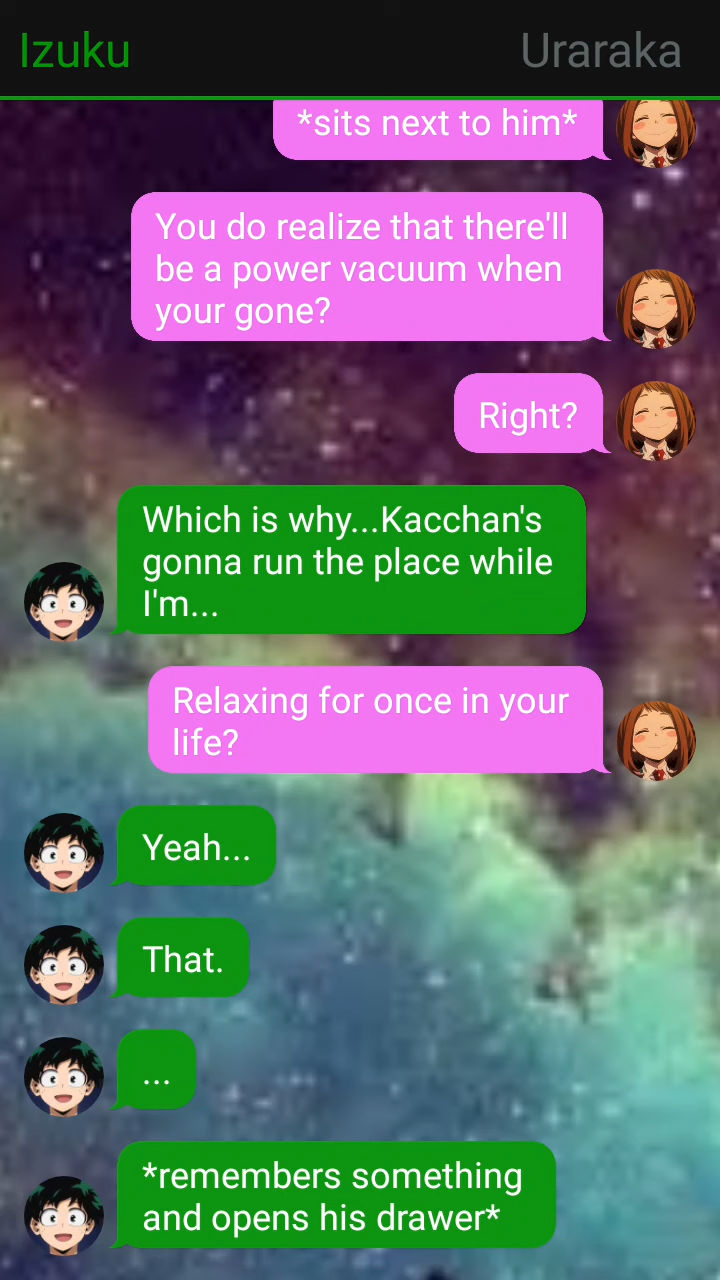 Izuku
Uraraka
*sits next to him*
You do realize that there'll
be a power vacuum when
your gone?
Right?
Which is why...Kacchan's
gonna run the place while
I'm...
Relaxing for once in your
life?
Yeah...
That.
...
*remembers something
and opens his drawer*